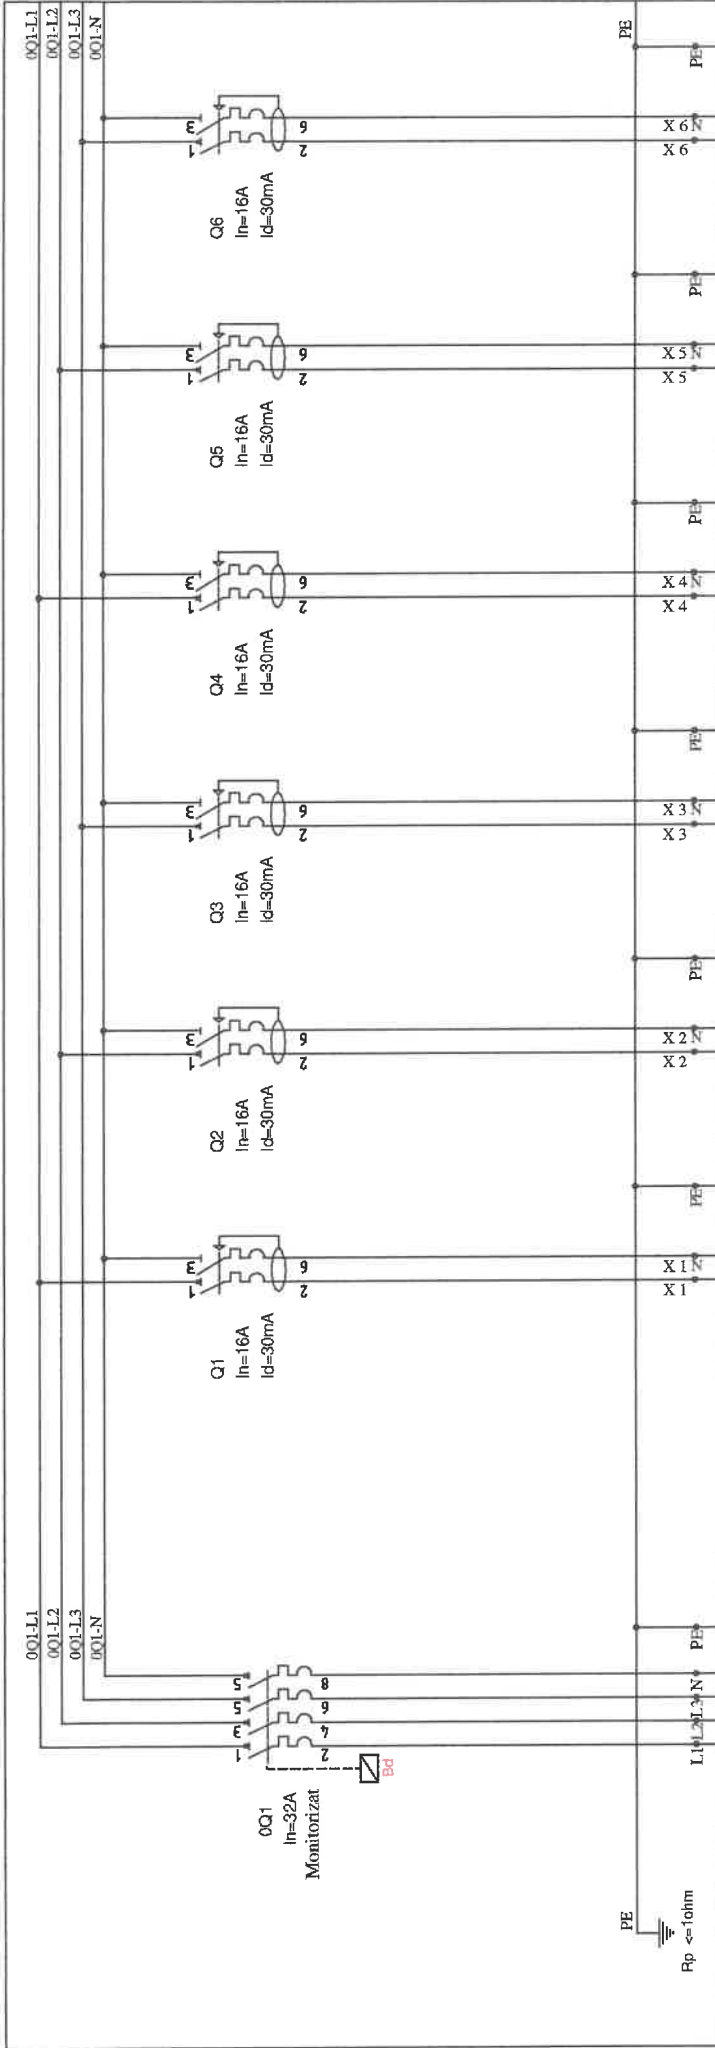 0Q1-L1
0Q1-L2
0Q1-L3
0Q1-N
0Q1-L1
0Q1-L2
0Q1-L3
0Q1-N
1
3
5
5
2
4
6
8
0Q1
In=32A
Monitorizat
Bd
1
3
2
6
Q1
In=16A
Id=30mA
1
3
2
6
Q2
In=16A
Id=30mA
1
3
2
6
Q3
In=16A
Id=30mA
1
3
2
6
Q4
In=16A
Id=30mA
1
3
2
6
Q5
In=16A
Id=30mA
1
3
2
6
Q6
In=16A
Id=30mA
PE
PE
Rp <=1ohm
L1
L2
L3
N
PE
X 1
X 1
N
PE
X 2
X 2
N
PE
X 3
X 3
N
PE
X 4
X 4
N
PE
X 5
X 5
N
PE
X 6
X 6
N
PE